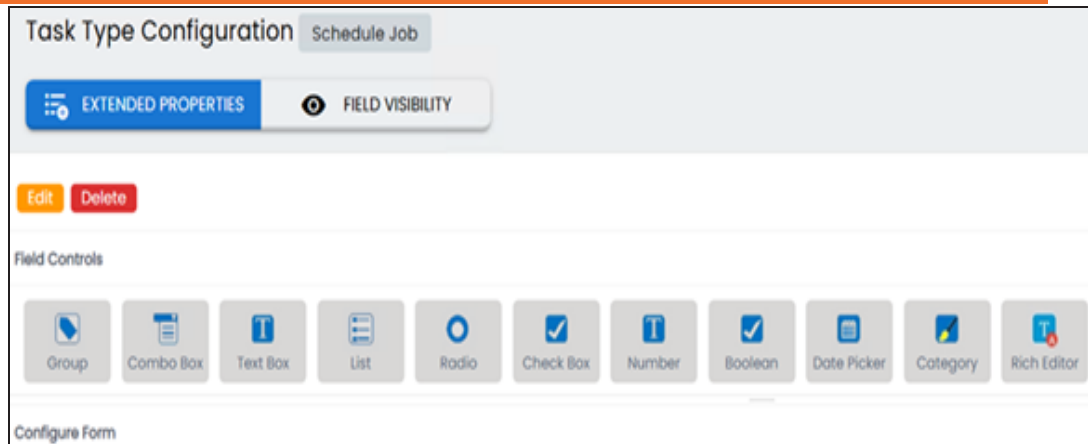 Task Type Configuration Schedule Job
EXTENDED PROPERTIES FIELD VISIBILITY
Edit Delete
Field Controls
Group Combo Box Text Box List Radio Check Box Number Boolean Date Picker Category Rich Editor
Configure Form